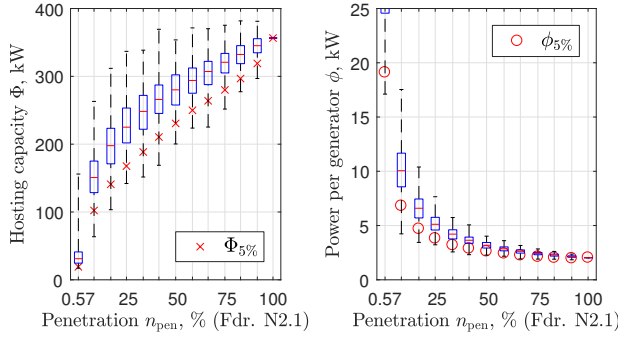 400
300
200
100
0
Hosting capacity Φ, kW
0.57 25 50 75 100
Penetration n_pen, % (Fdr. N2.1)
× Φ5%
25
20
15
10
5
0
Power per generator ϕ, kW
0.57 25 50 75 100
Penetration n_pen, % (Fdr. N2.1)
ϕ5%